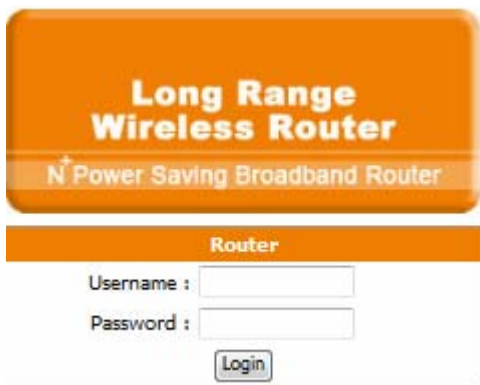 Long Range
Wireless Router
N+ Power Saving Broadband Router
Router
Username :
Password :
Login